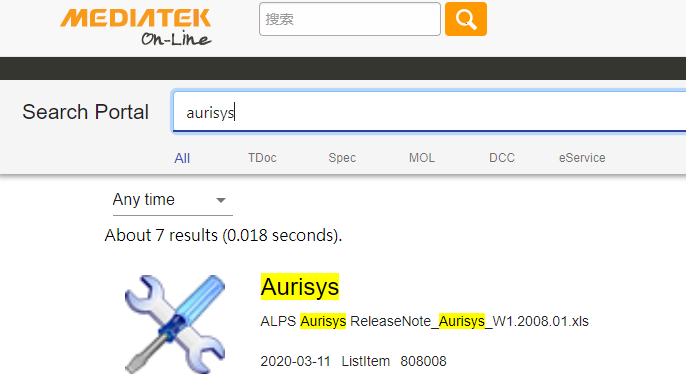 MEDIATEK
On-Line
搜索
Search Portal
aurisys
All TDoc Spec MOL DCC eService
Any time
About 7 results (0.018 seconds).
Aurisys
ALPS Aurisys ReleaseNote_Aurisys_W1.2008.01.xls
2020-03-11 ListItem 808008